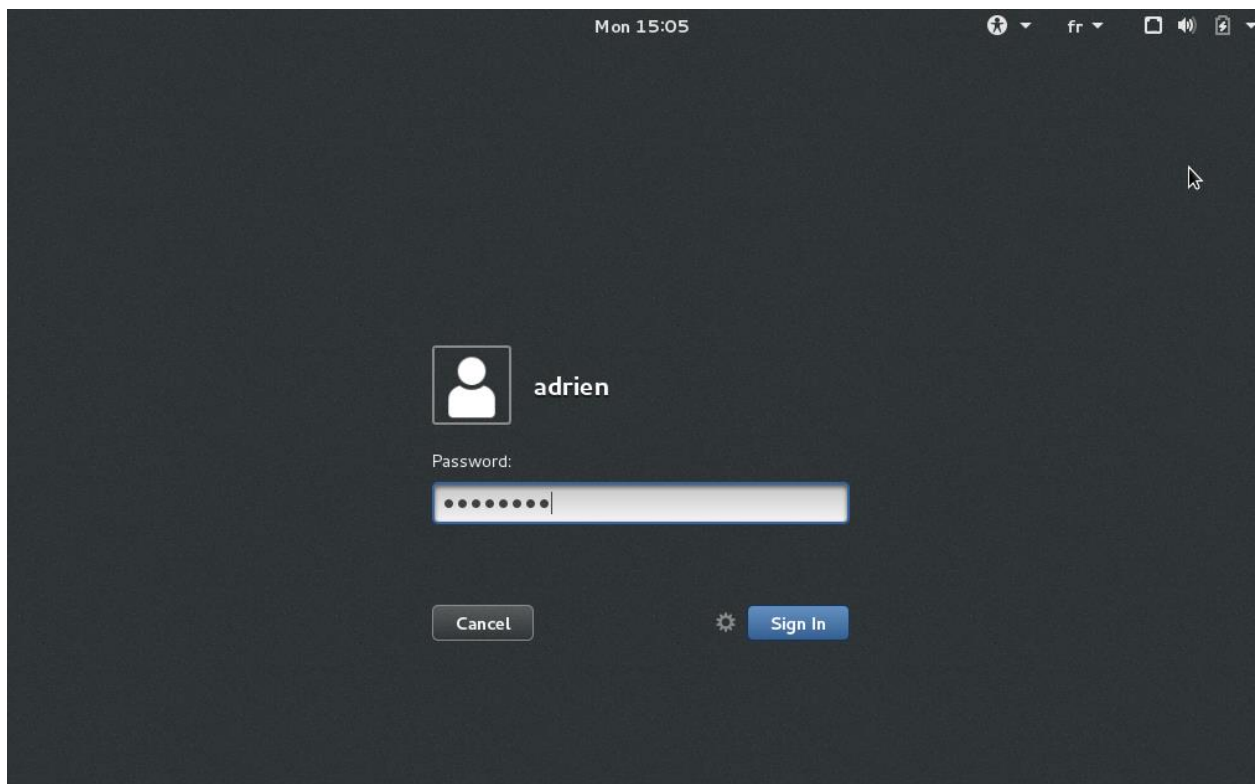 Mon 15:05 fr
adrien
Password:
••••••••
Cancel Sign In